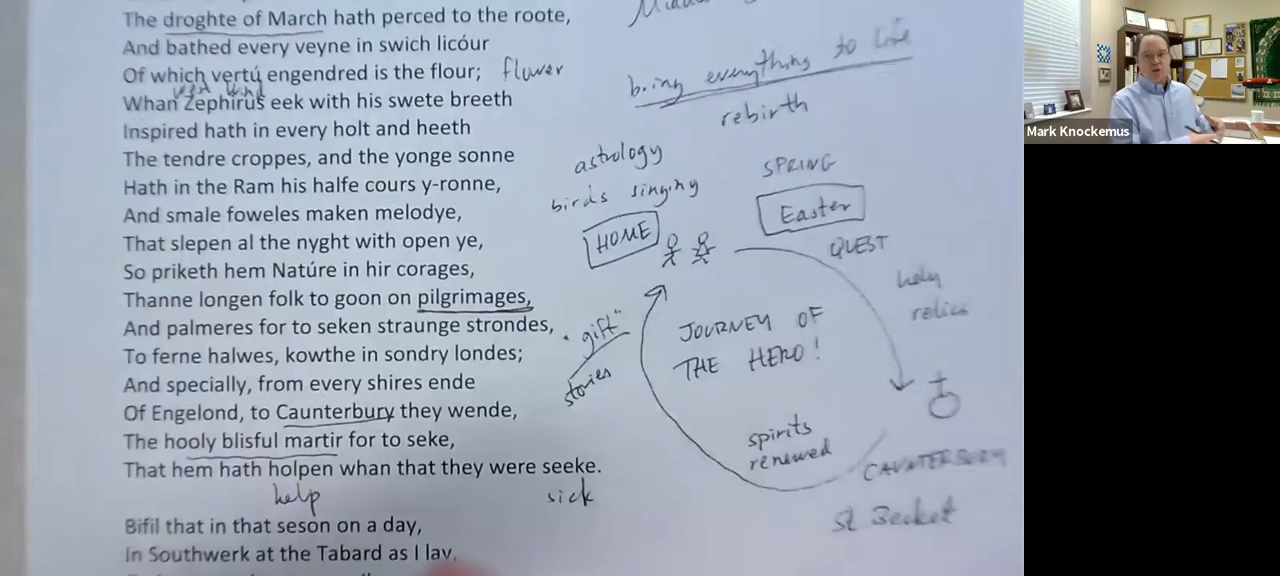 The droghte of March hath perced to the roote,
And bathed every veyne in swich licóur
Of which vertú engendred is the flour; flower
west wind
Whan Zephirus eek with his swete breeth
Inspired hath in every holt and heeth
The tendre croppes, and the yonge sonne
Hath in the Ram his halfe cours y-ronne,
And smale foweles maken melodye,
That slepen al the nyght with open ye,
So priketh hem Natúre in hir corages,
Thanne longen folk to goon on pilgrimages,
And palmeres for to seken straunge strondes,
To ferne halwes, kowthe in sondry londes;
And specially, from every shires ende
Of Engelond, to Caunterbury they wende,
The hooly blisful martir for to seke,
That hem hath holpen whan that they were seeke.
help sick
Bifil that in that seson on a day,
In Southwerk at the Tabard as I lay,
bring everything to life
rebirth
astrology
birds singing
SPRING
Easter
HOME
QUEST
holy
relics
JOURNEY OF
THE HERO!
"gift"
stories
spirits
renewed
CAUNTERBURY
St Becket
Mark Knockemus